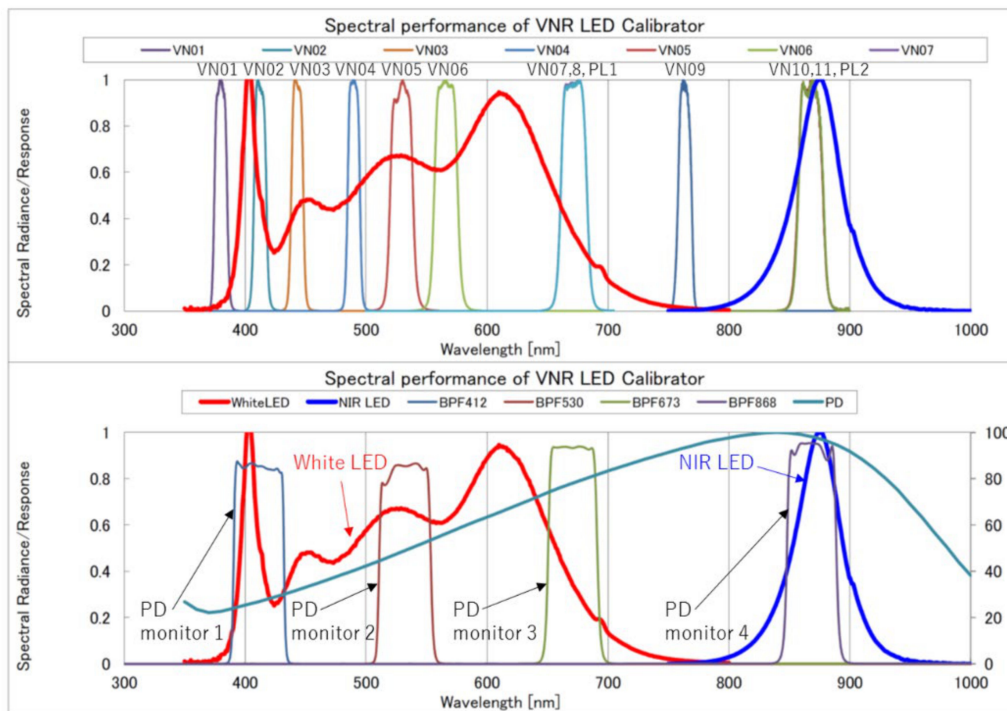 Spectral performance of VNR LED Calibrator
VN01 VN02 VN03 VN04 VN05 VN06 VN07
VN01 VN02 VN03 VN04 VN05 VN06 VN07,8, PL1 VN09 VN10,11, PL2
1
0.8
0.6
0.4
0.2
0
Spectral Radiance/Response
300 400 500 600 700 800 900 1000
Wavelength [nm]
Spectral performance of VNR LED Calibrator
WhiteLED NIR LED BPF412 BPF530 BPF673 BPF868 PD
1 100
0.8 80
0.6 60
0.4 40
0.2 20
0 0
Spectral Radiance/Response
White LED
NIR LED
PD
monitor 1
PD
monitor 2
PD
monitor 3
PD
monitor 4
300 400 500 600 700 800 900 1000
Wavelength [nm]